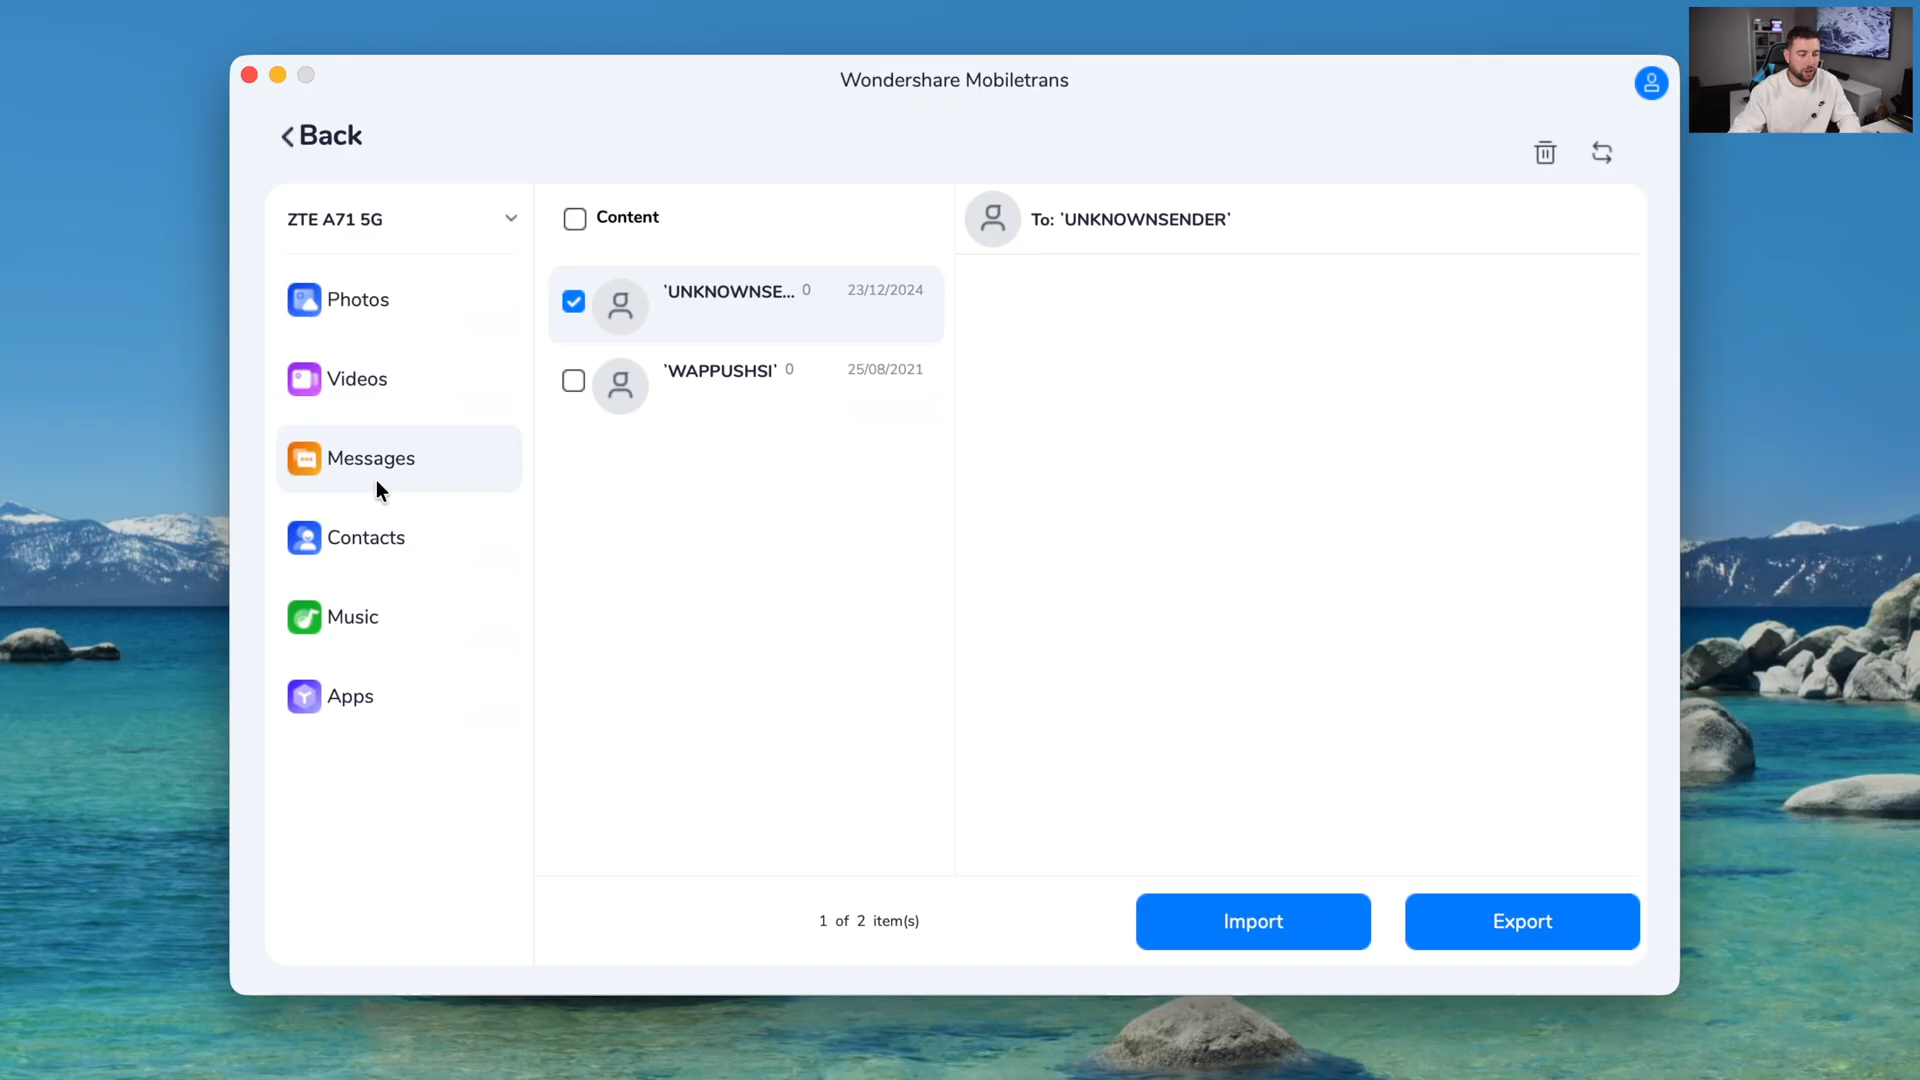 Wondershare Mobiletrans
Back
ZTE A71 5G
Photos
Videos
Messages
Contacts
Music
Apps
Content
'UNKNOWNSE... 0 23/12/2024
'WAPPUSHSI' 0 25/08/2021
To: 'UNKNOWNSENDER'
1 of 2 item(s)
Import
Export